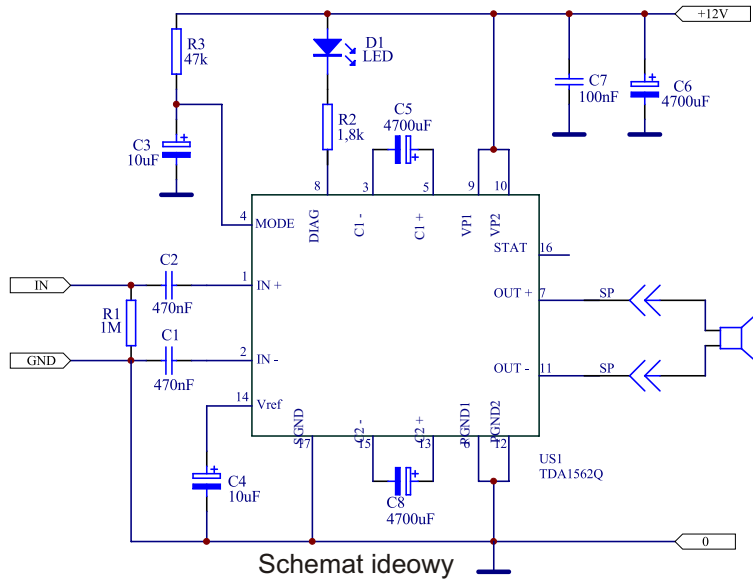 +12V
R3
47k
D1
LED
C7
100nF
C6
4700uF
C5
4700uF
R2
1,8k
C3
10uF
8
3
5
9
10
4
MODE
DIAG
C1 -
C1 +
VP1
VP2
STAT
16
IN
C2
470nF
1
IN +
OUT +
7
SP
R1
1M
C1
470nF
GND
2
IN -
OUT -
11
SP
14
Vref
SGND
C2 -
C2 +
PGND1
PGND2
17
15
13
6
12
US1
TDA1562Q
C4
10uF
C8
4700uF
0
Schemat ideowy